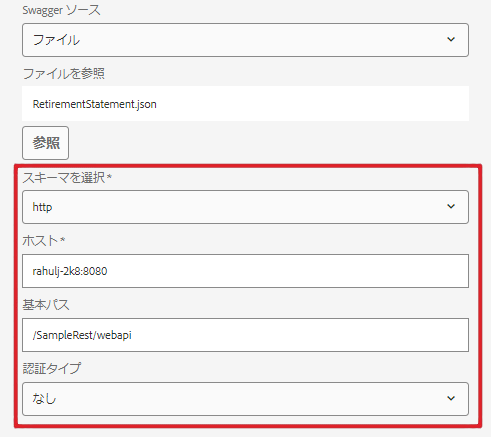 Swagger ソース
ファイル
ファイルを参照
RetirementStatement.json
参照
スキーマを選択*
http
ホスト*
rahulj-2k8:8080
基本パス
/SampleRest/webapi
認証タイプ
なし